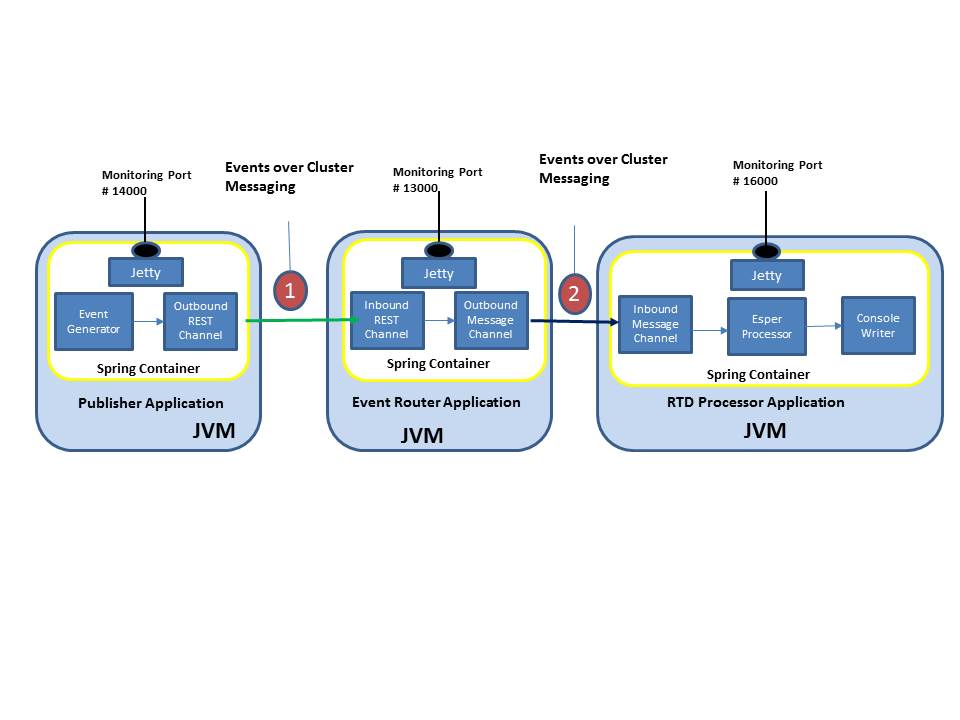 Monitoring Port
# 14000
Events over Cluster
Messaging
Monitoring Port
# 13000
Events over Cluster
Messaging
Monitoring Port
# 16000
Jetty
Event
Generator
Outbound
REST
Channel
Spring Container
Publisher Application
JVM
1
Jetty
Inbound
REST
Channel
Outbound
Message
Channel
Spring Container
Event Router Application
JVM
2
Jetty
Inbound
Message
Channel
Esper
Processor
Console
Writer
Spring Container
RTD Processor Application
JVM